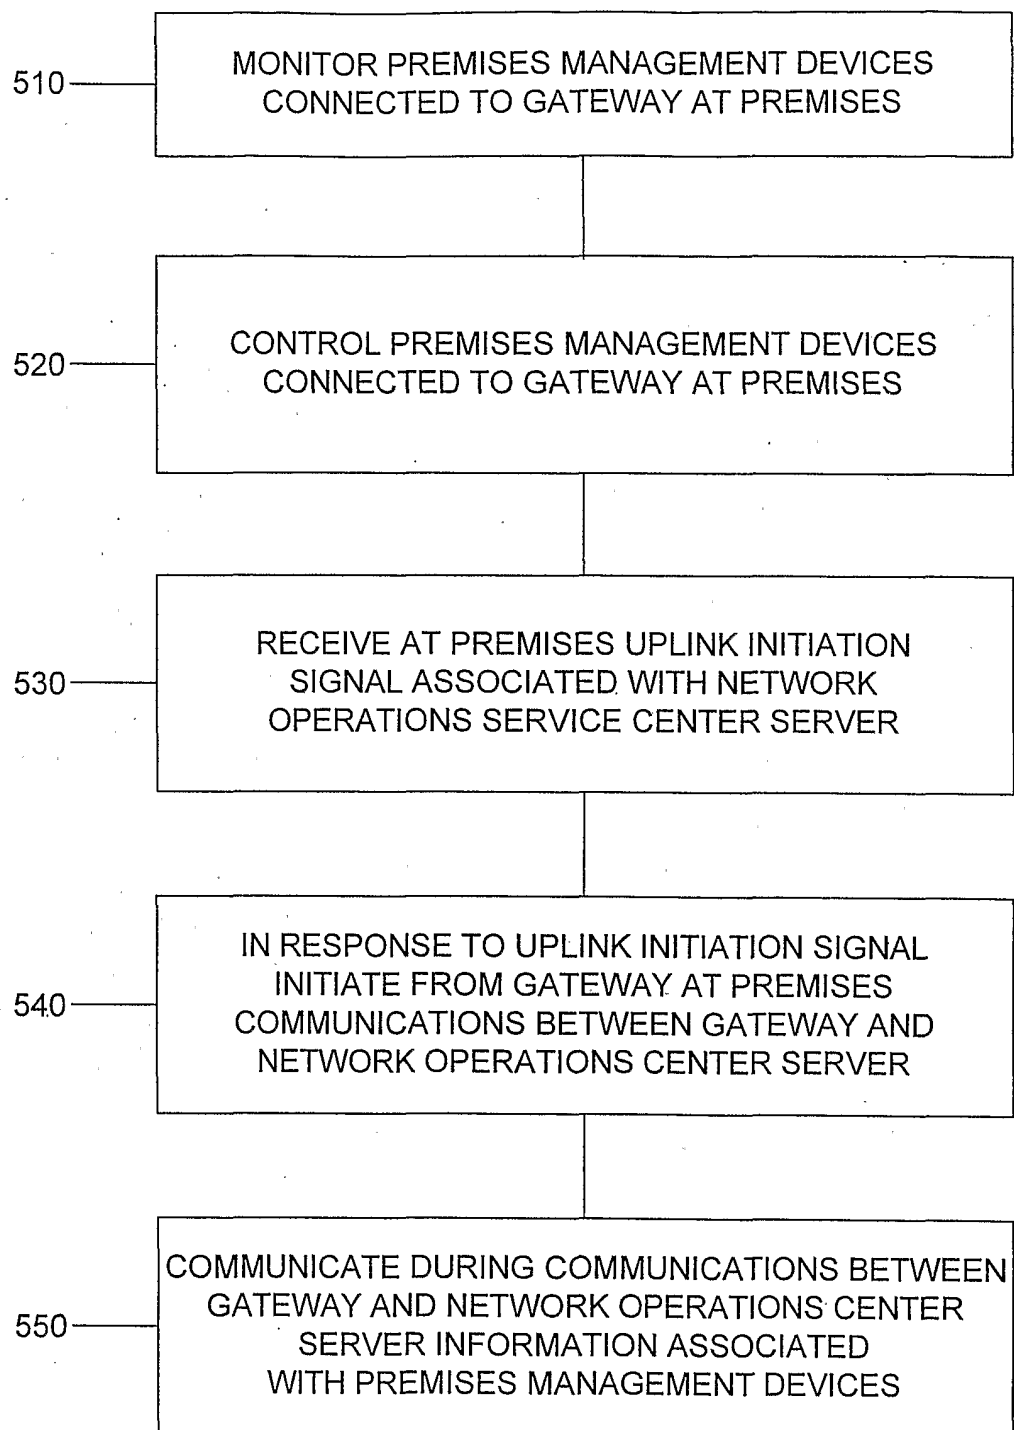 510
MONITOR PREMISES MANAGEMENT DEVICES
CONNECTED TO GATEWAY AT PREMISES
520
CONTROL PREMISES MANAGEMENT DEVICES
CONNECTED TO GATEWAY AT PREMISES
530
RECEIVE AT PREMISES UPLINK INITIATION
SIGNAL ASSOCIATED WITH NETWORK
OPERATIONS SERVICE CENTER SERVER
540
IN RESPONSE TO UPLINK INITIATION SIGNAL
INITIATE FROM GATEWAY AT PREMISES
COMMUNICATIONS BETWEEN GATEWAY AND
NETWORK OPERATIONS CENTER SERVER
550
COMMUNICATE DURING COMMUNICATIONS BETWEEN
GATEWAY AND NETWORK OPERATIONS CENTER
SERVER INFORMATION ASSOCIATED
WITH PREMISES MANAGEMENT DEVICES